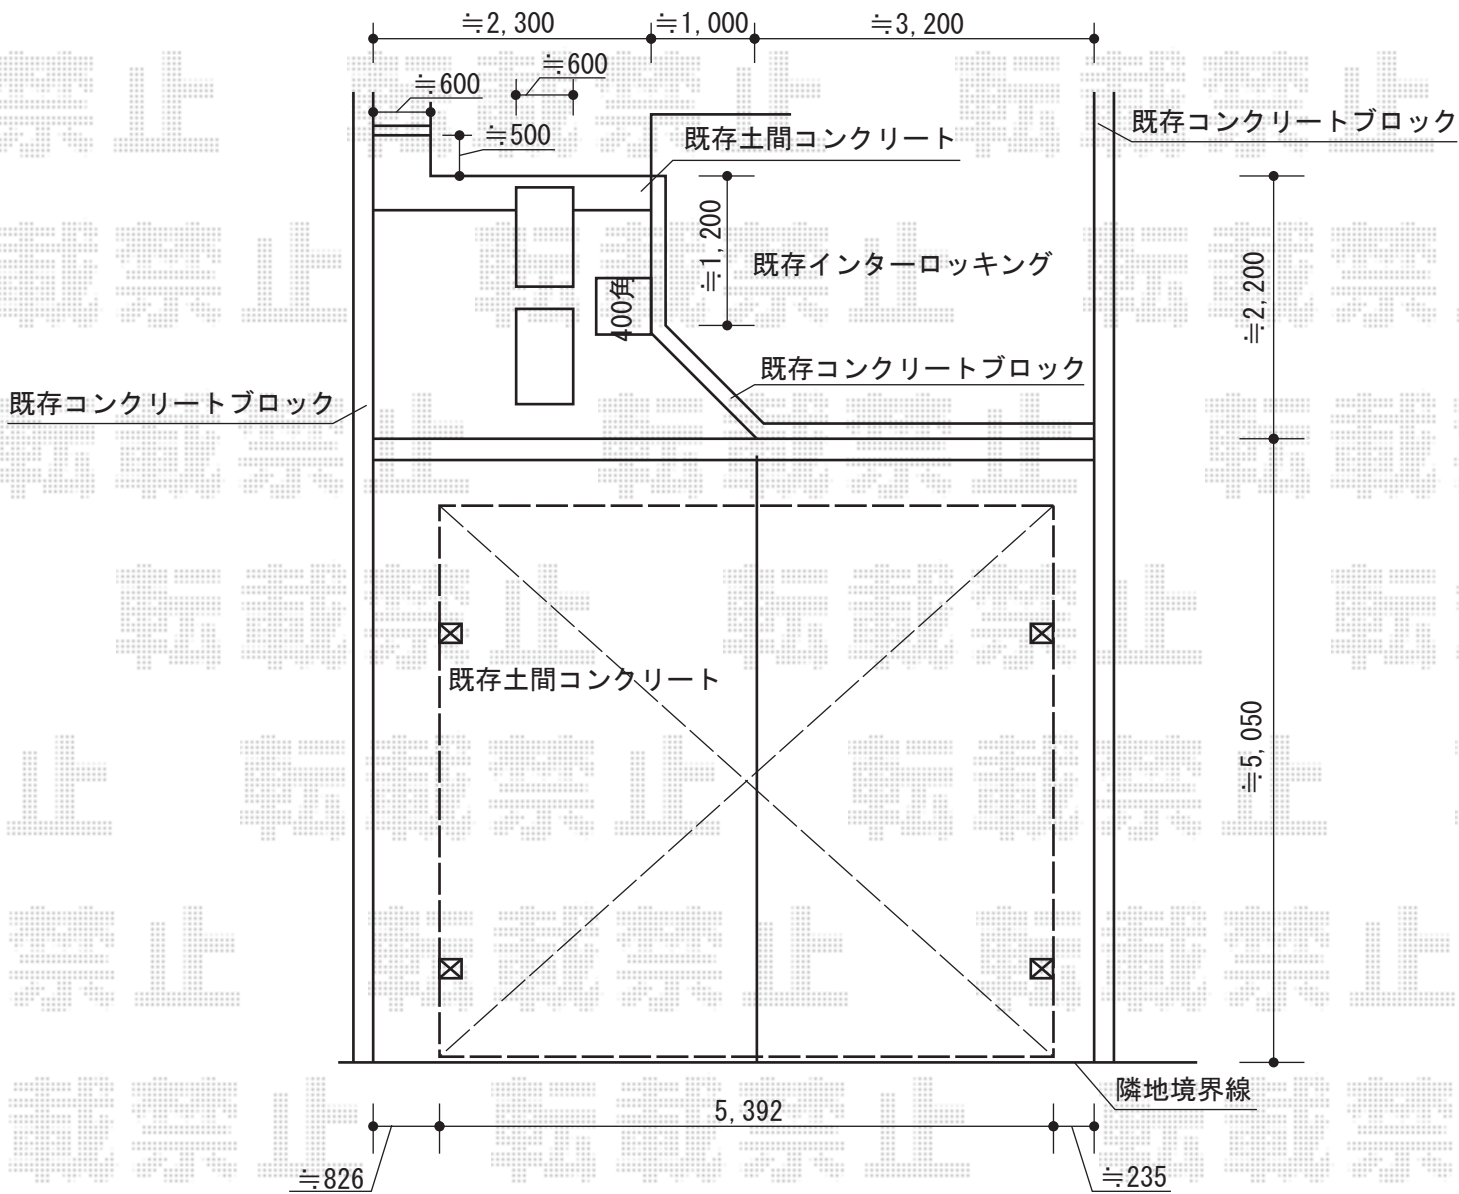 ≒2,300
≒1,000
≒3,200
≒600
≒600
≒500
既存土間コンクリート
既存コンクリートブロック
≒1,200
既存インターロッキング
≒2,200
400角
既存コンクリートブロック
既存コンクリートブロック
既存土間コンクリート
≒5,050
隣地境界線
5,392
≒826
≒235
転載禁止